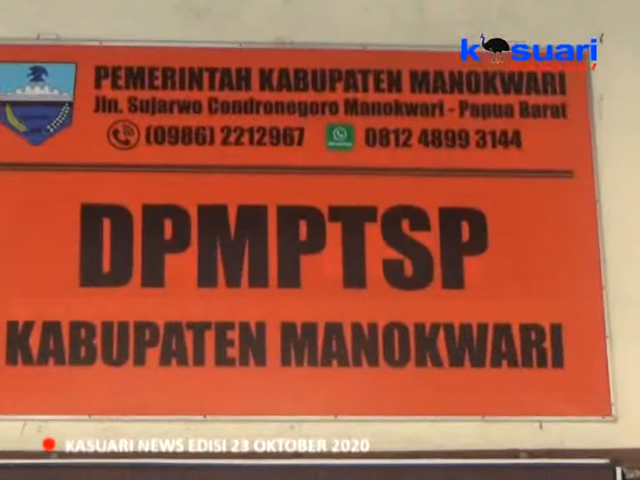 kasuari
PEMERINTAH KABUPATEN MANOKWARI
Jln. Sujarwo Condronegoro Manokwari - Papua Barat
(0986) 2212967 0812 4899 3144
DPMPTSP
KABUPATEN MANOKWARI
KASUARI NEWS EDISI 23 OKTOBER 2020